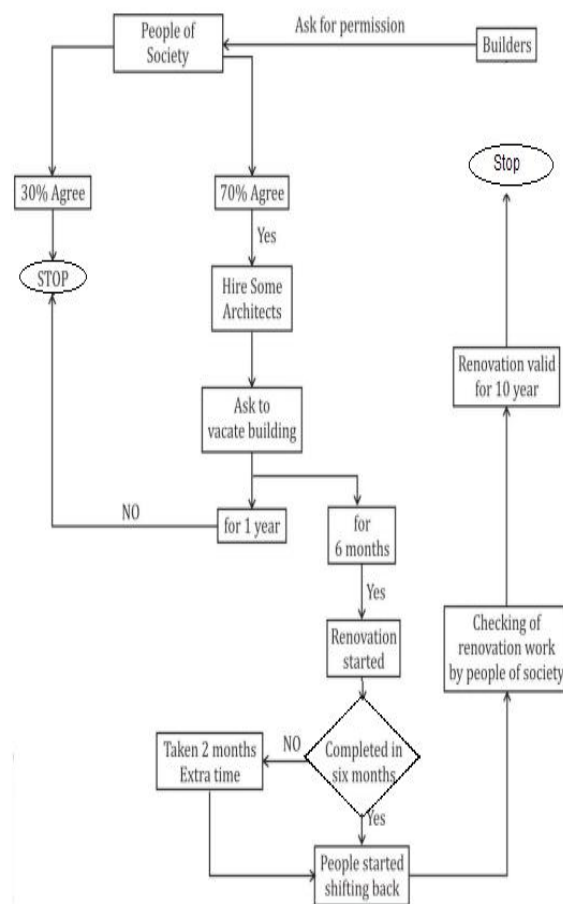 People of
Society
Ask for permission
Builders
30% Agree
70% Agree
Stop
Yes
STOP
Hire Some
Architects
Renovation valid
for 10 year
Ask to
vacate building
NO
for 1 year
for
6 months
Yes
Renovation
started
Checking of
renovation work
by people of society
Taken 2 months
Extra time
NO
Completed in
six months
Yes
People started
shifting back